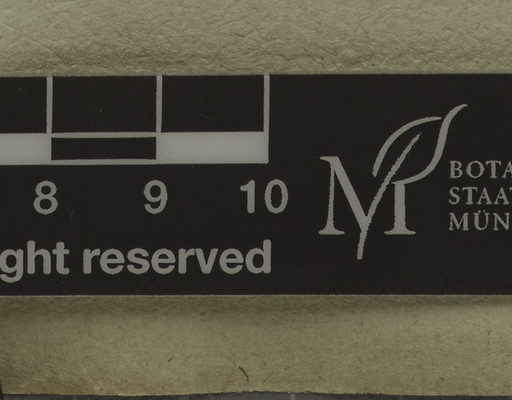 8 9 10
ght reserved
BOTA
STAAT
MÜN